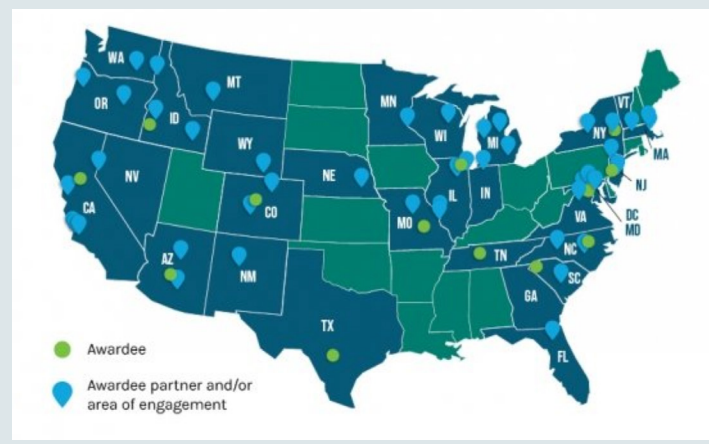 WA
MT
OR
ID
WY
NV
CA
CO
NE
AZ
NM
TX
MN
WI
MI
IL
IN
MO
TN
NY
VT
MA
NJ
DC
MD
VA
NC
SC
GA
FL
Awardee
Awardee partner and/or
area of engagement